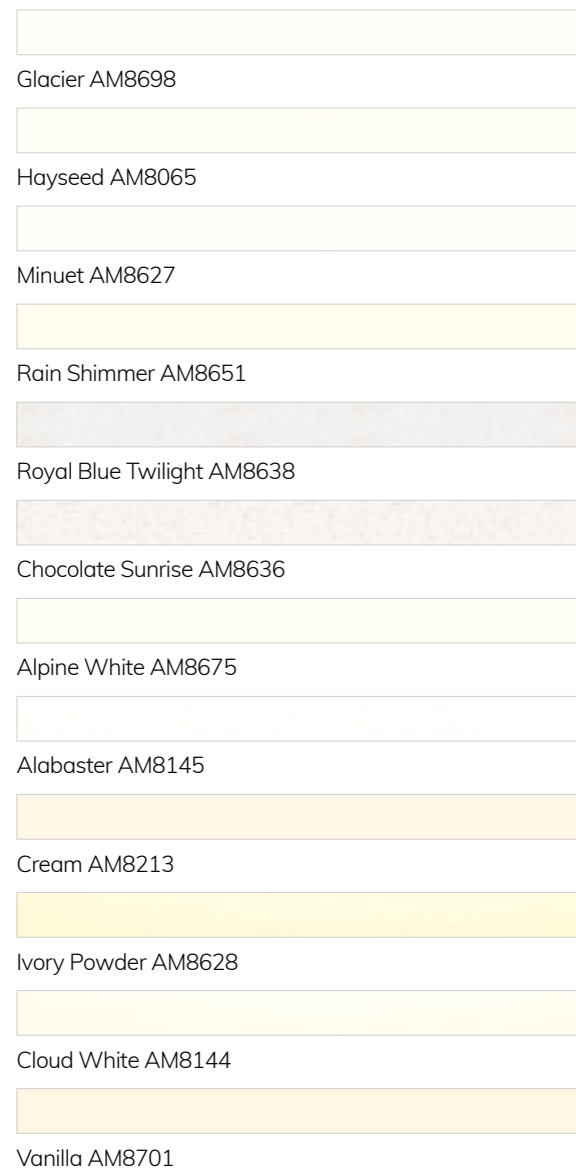 Glacier AM8698
Hayseed AM8065
Minuet AM8627
Rain Shimmer AM8651
Royal Blue Twilight AM8638
Chocolate Sunrise AM8636
Alpine White AM8675
Alabaster AM8145
Cream AM8213
Ivory Powder AM8628
Cloud White AM8144
Vanilla AM8701